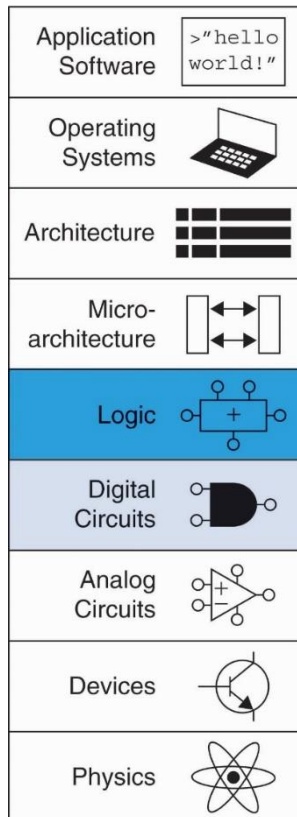 Application
Software
>"hello
world!"
Operating
Systems
Architecture
Micro-
architecture
Logic
+
Digital
Circuits
Analog
Circuits
+
−
Devices
Physics